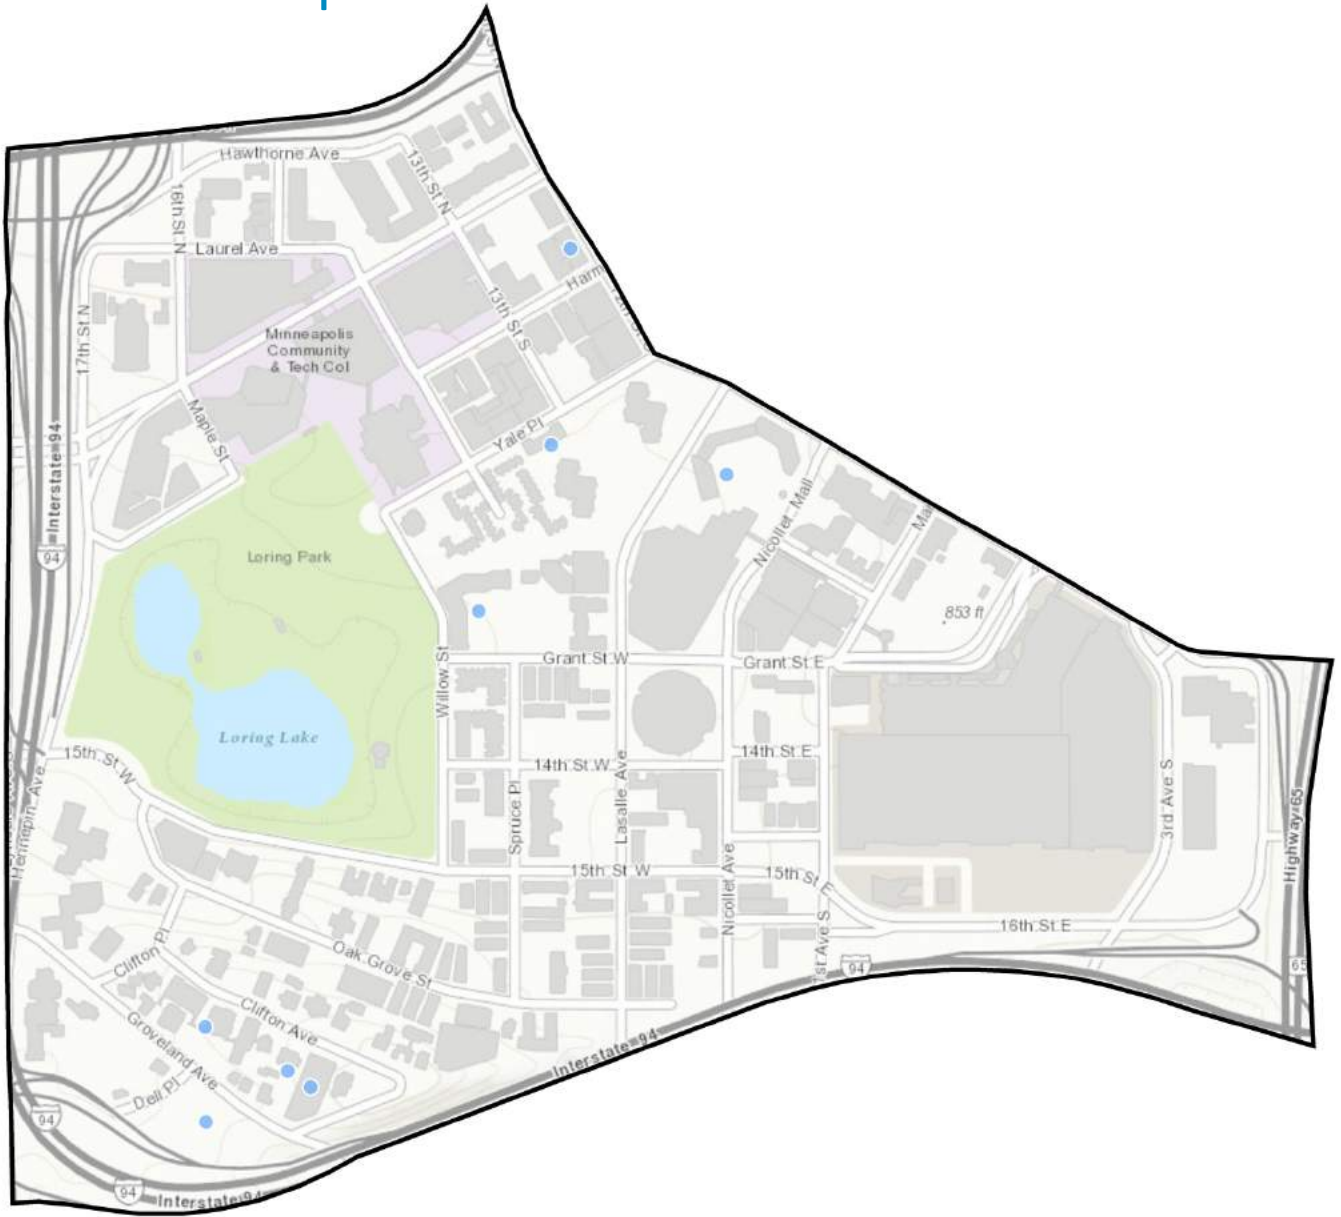 Hawthorne Ave
13th St N
16th St N
Laurel Ave
Harm
13th St S
17th St N
Minneapolis
Community
& Tech Col
Maple St
Yale Pl
Interstate 94
94
Nicollet Mall
Loring Park
853 ft
Willow St
Grant St W
Grant St E
Loring Lake
15th St W
14th St W
14th St E
Hennepin Ave
Spruce Pl
Lasalle Ave
3rd Ave S
Highway 65
15th St W
15th St E
Nicollet Ave
16th St E
1st Ave S
94
65
Clifton Pl
Oak Grove St
Clifton Ave
Groveland Ave
Interstate 94
Dell Pl
94
94
Interstate 94